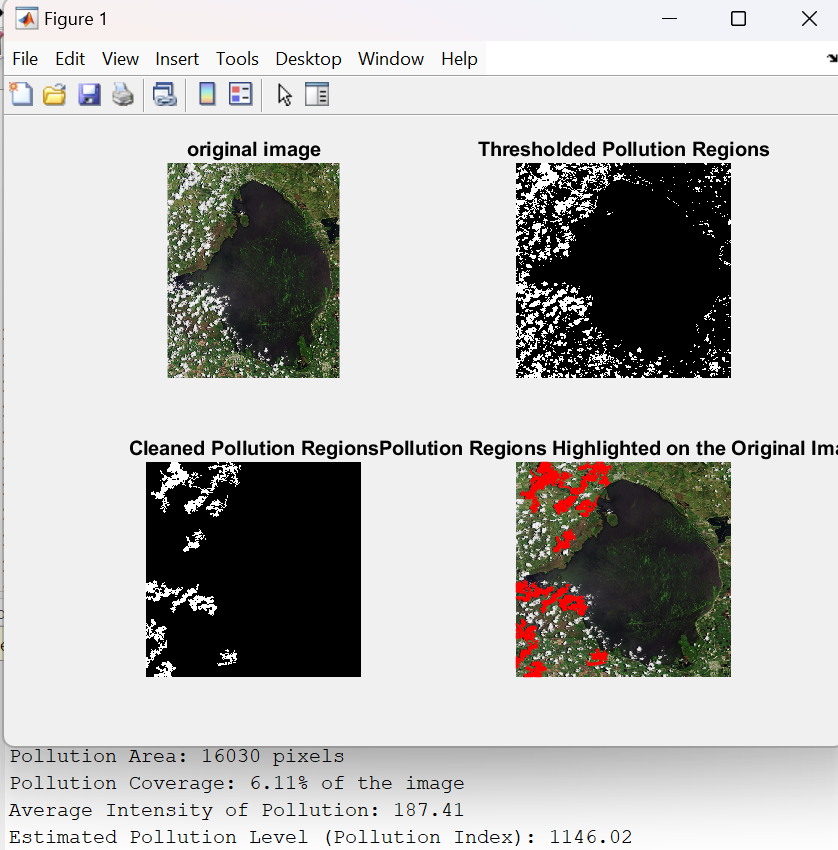 Figure 1
File Edit View Insert Tools Desktop Window Help
original image
Thresholded Pollution Regions
Cleaned Pollution Regions
Pollution Regions Highlighted on the Original Ima
Pollution Area: 16030 pixels
Pollution Coverage: 6.11% of the image
Average Intensity of Pollution: 187.41
Estimated Pollution Level (Pollution Index): 1146.02